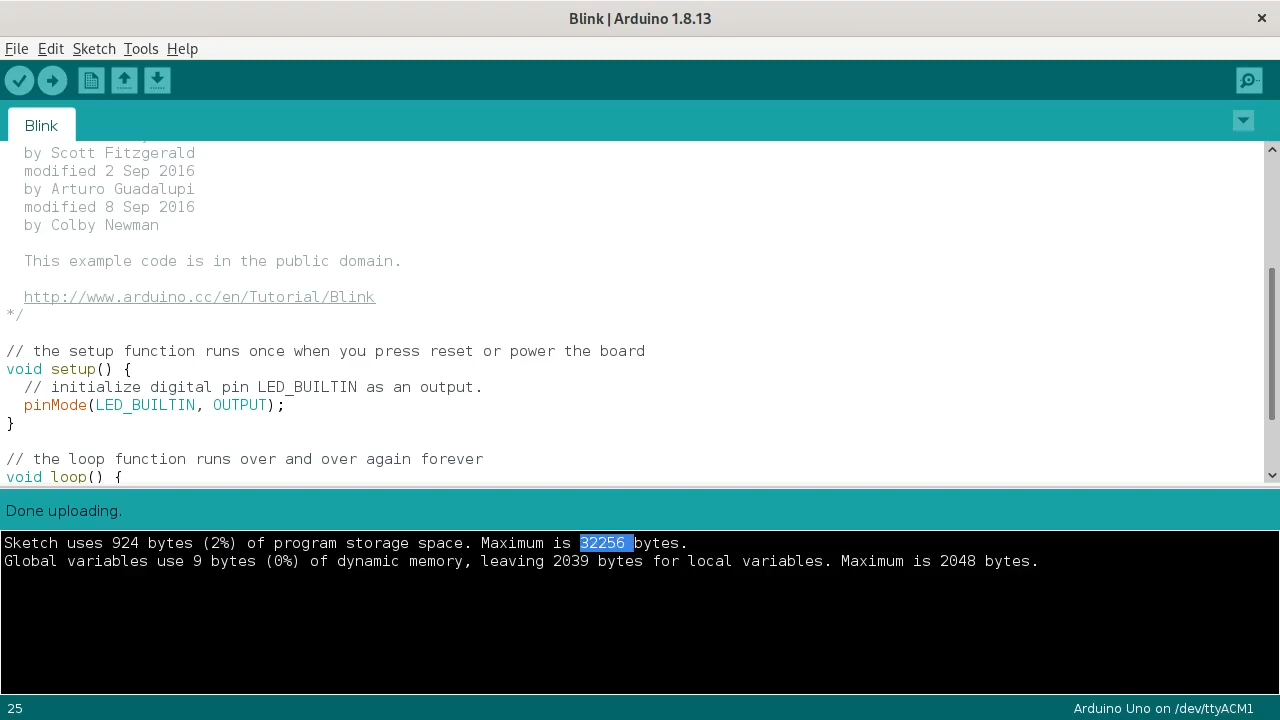 Blink | Arduino 1.8.13
File Edit Sketch Tools Help
Blink
by Scott Fitzgerald
modified 2 Sep 2016
by Arturo Guadalupi
modified 8 Sep 2016
by Colby Newman
This example code is in the public domain.
http://www.arduino.cc/en/Tutorial/Blink
*/
// the setup function runs once when you press reset or power the board
void setup() {
// initialize digital pin LED_BUILTIN as an output.
pinMode(LED_BUILTIN, OUTPUT);
}
// the loop function runs over and over again forever
void loop() {
Done uploading.
Sketch uses 924 bytes (2%) of program storage space. Maximum is 32256 bytes.
Global variables use 9 bytes (0%) of dynamic memory, leaving 2039 bytes for local variables. Maximum is 2048 bytes.
25
Arduino Uno on /dev/ttyACM1